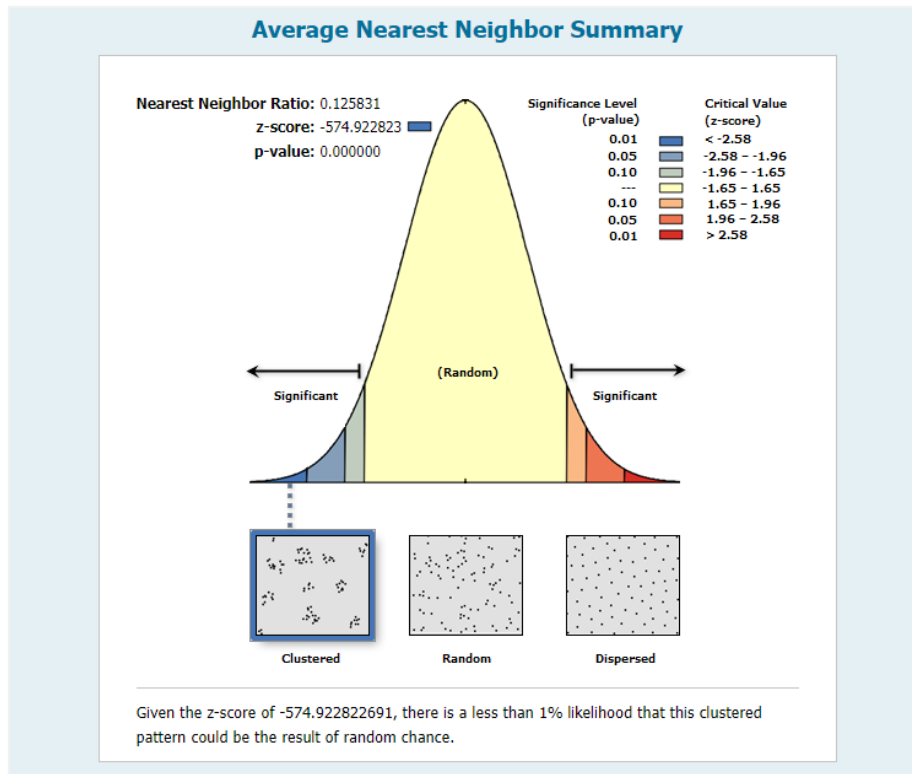 Average Nearest Neighbor Summary
Nearest Neighbor Ratio: 0.125831
z-score: -574.922823
p-value: 0.000000
Significance Level
(p-value)
Critical Value
(z-score)
0.01 < -2.58
0.05 -2.58 – -1.96
0.10 -1.96 – -1.65
--- -1.65 – 1.65
0.10 1.65 – 1.96
0.05 1.96 – 2.58
0.01 > 2.58
(Random)
Significant Significant
Clustered Random Dispersed
Given the z-score of -574.922822691, there is a less than 1% likelihood that this clustered
pattern could be the result of random chance.